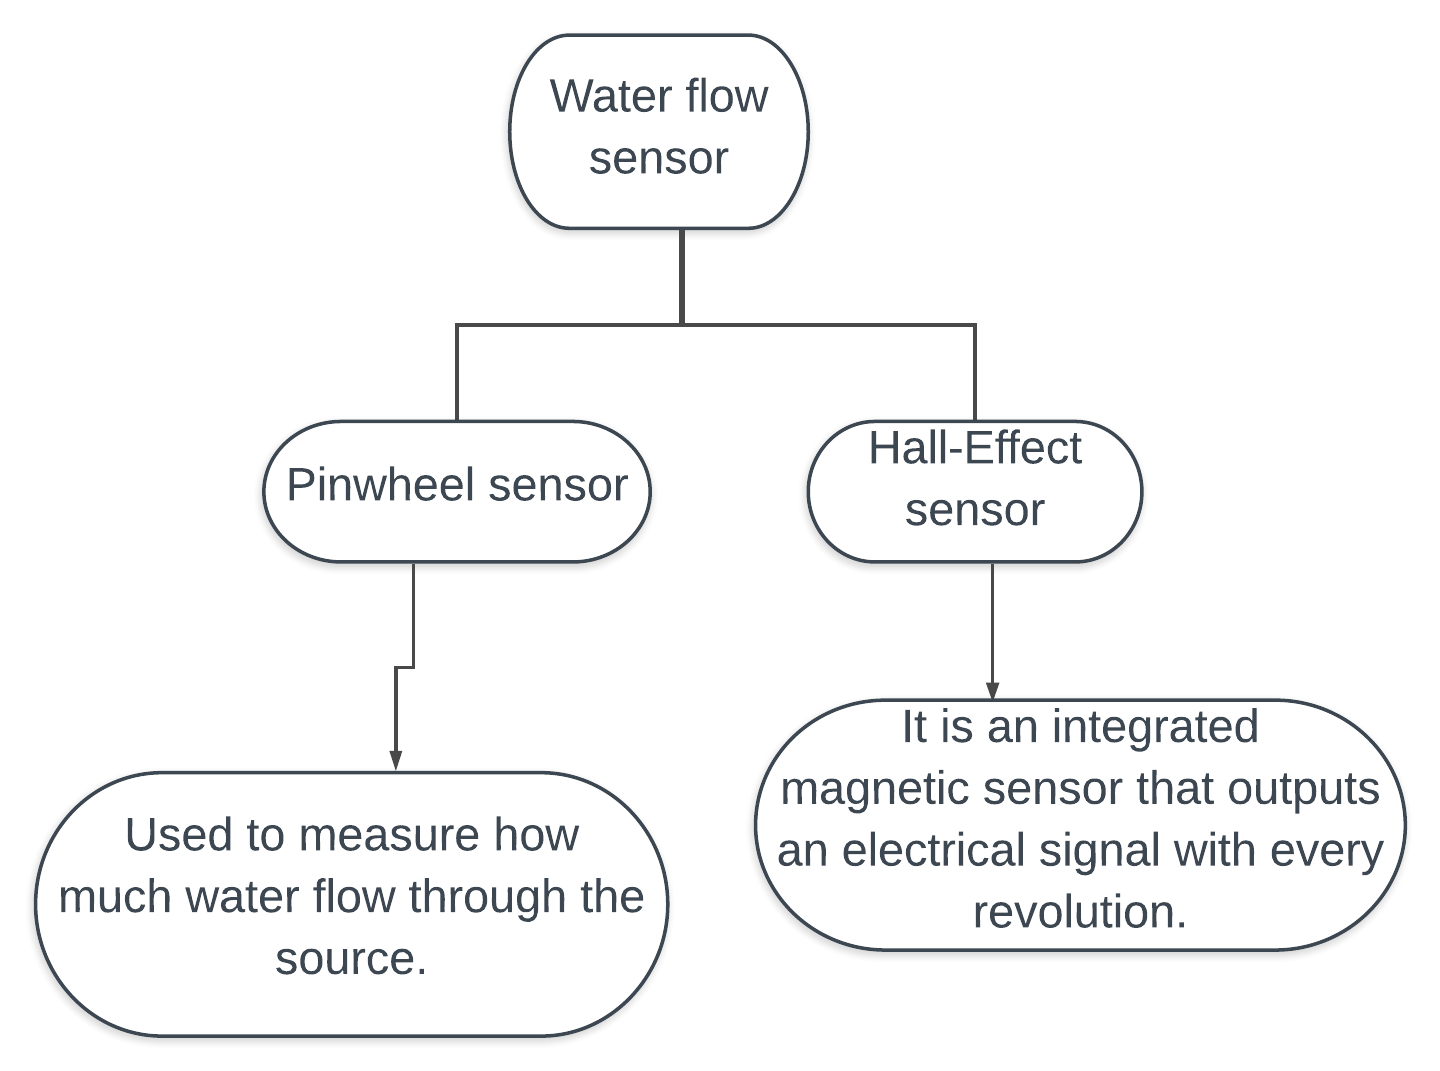 Water flow
sensor
Pinwheel sensor
Hall-Effect
sensor
Used to measure how
much water flow through the
source.
It is an integrated
magnetic sensor that outputs
an electrical signal with every
revolution.